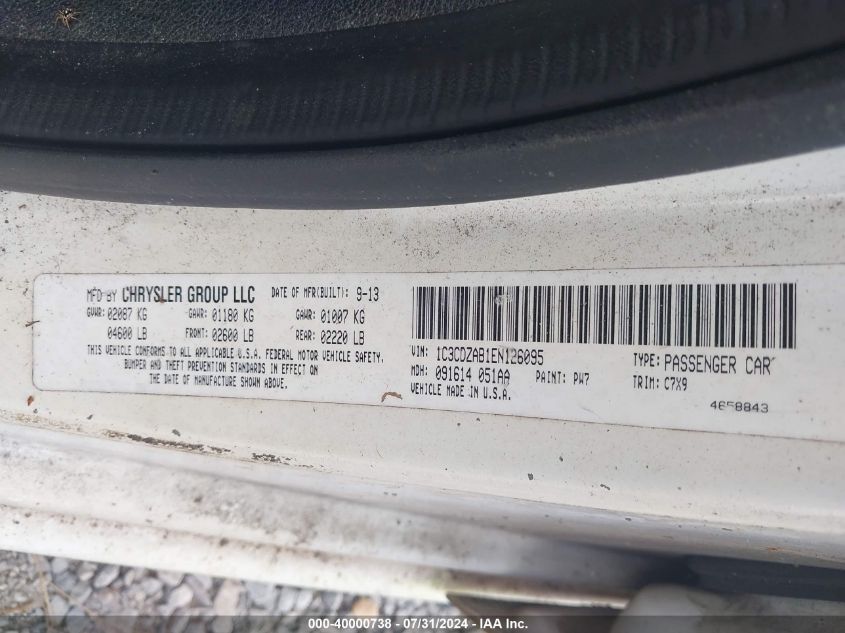 MFD BY CHRYSLER GROUP LLC DATE OF MFR(BUILT): 9-13
GVWR: 02087 KG GAWR: 01180 KG GAWR: 01007 KG
04600 LB FRONT: 02600 LB REAR: 02220 LB
THIS VEHICLE CONFORMS TO ALL APPLICABLE U.S.A. FEDERAL MOTOR VEHICLE SAFETY,
BUMPER AND THEFT PREVENTION STANDARDS IN EFFECT ON
THE DATE OF MANUFACTURE SHOWN ABOVE.
VIN: 1C3CDZAB1EN126095 TYPE: PASSENGER CAR
MDH: 091614 051AA PAINT: PW7 TRIM: C7X9
VEHICLE MADE IN U.S.A. 4658843
000-40000738 - 07/31/2024 - IAA Inc.